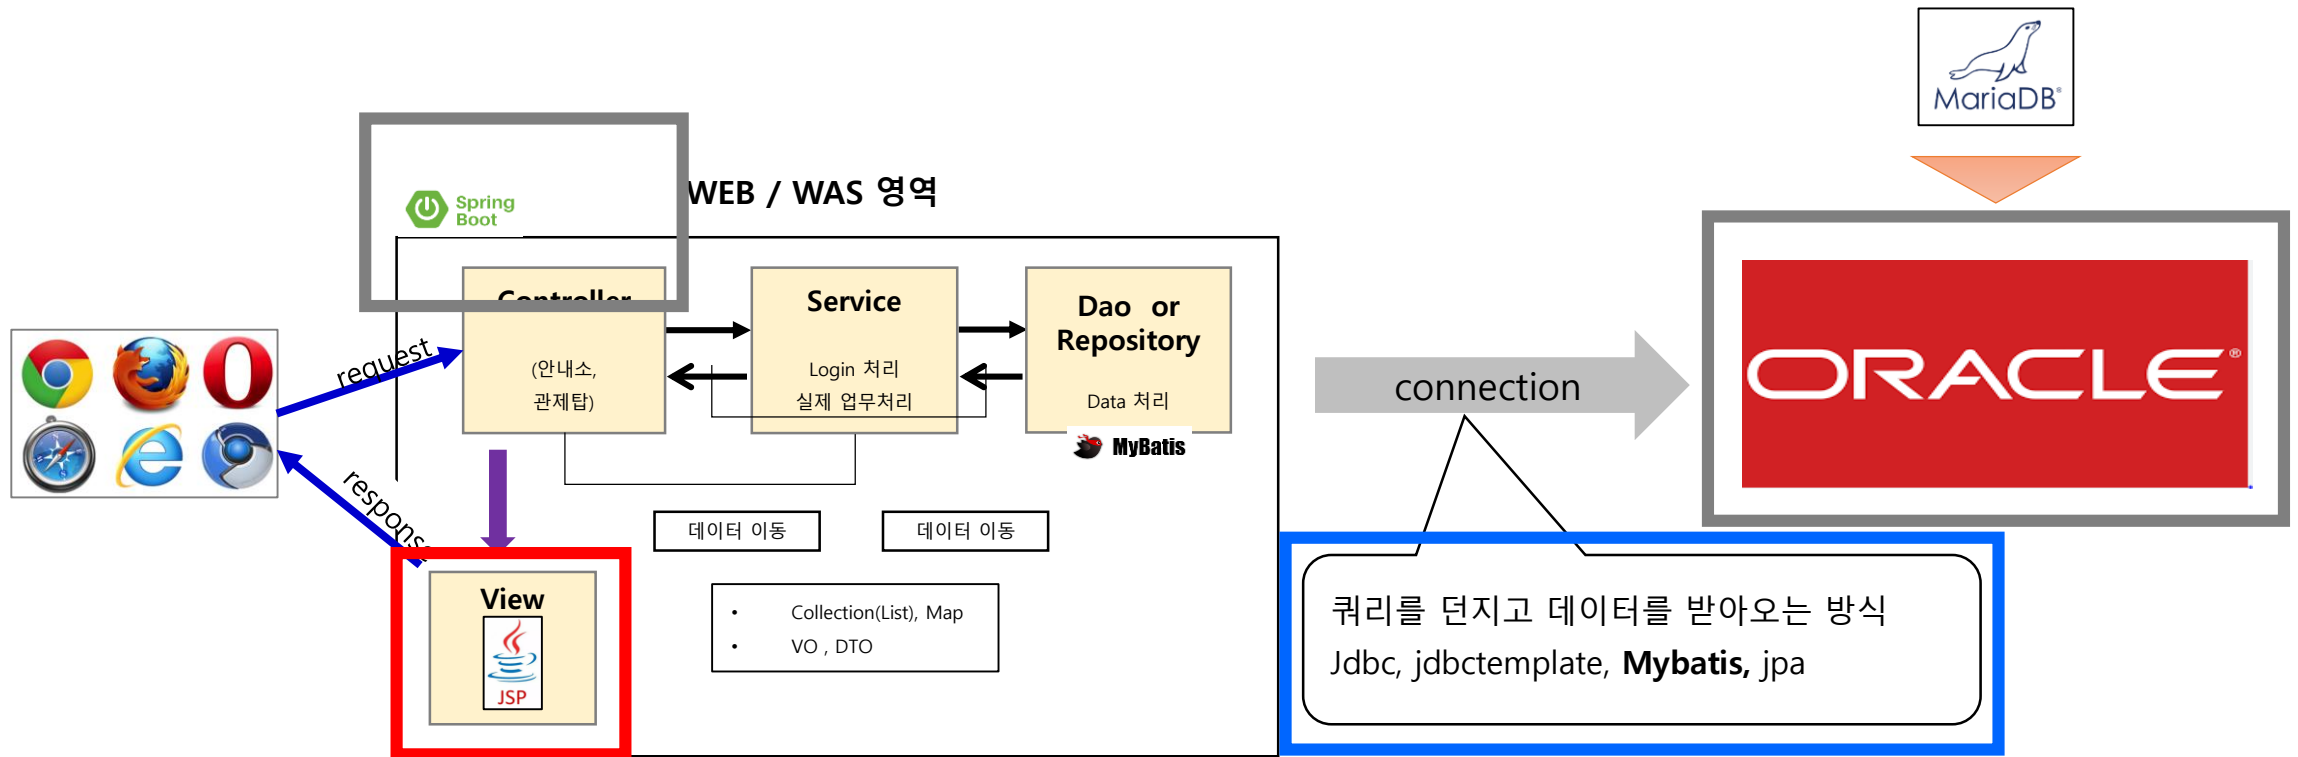 MariaDB
Spring
Boot
WEB / WAS 영역
Controller
(안내소,
관제탑)
Service
Login 처리
실제 업무처리
Dao or
Repository
Data 처리
MyBatis
request
response
connection
ORACLE
데이터 이동
데이터 이동
View
JSP
• Collection(List), Map
• VO , DTO
쿼리를 던지고 데이터를 받아오는 방식
Jdbc, jdbctemplate, Mybatis, jpa